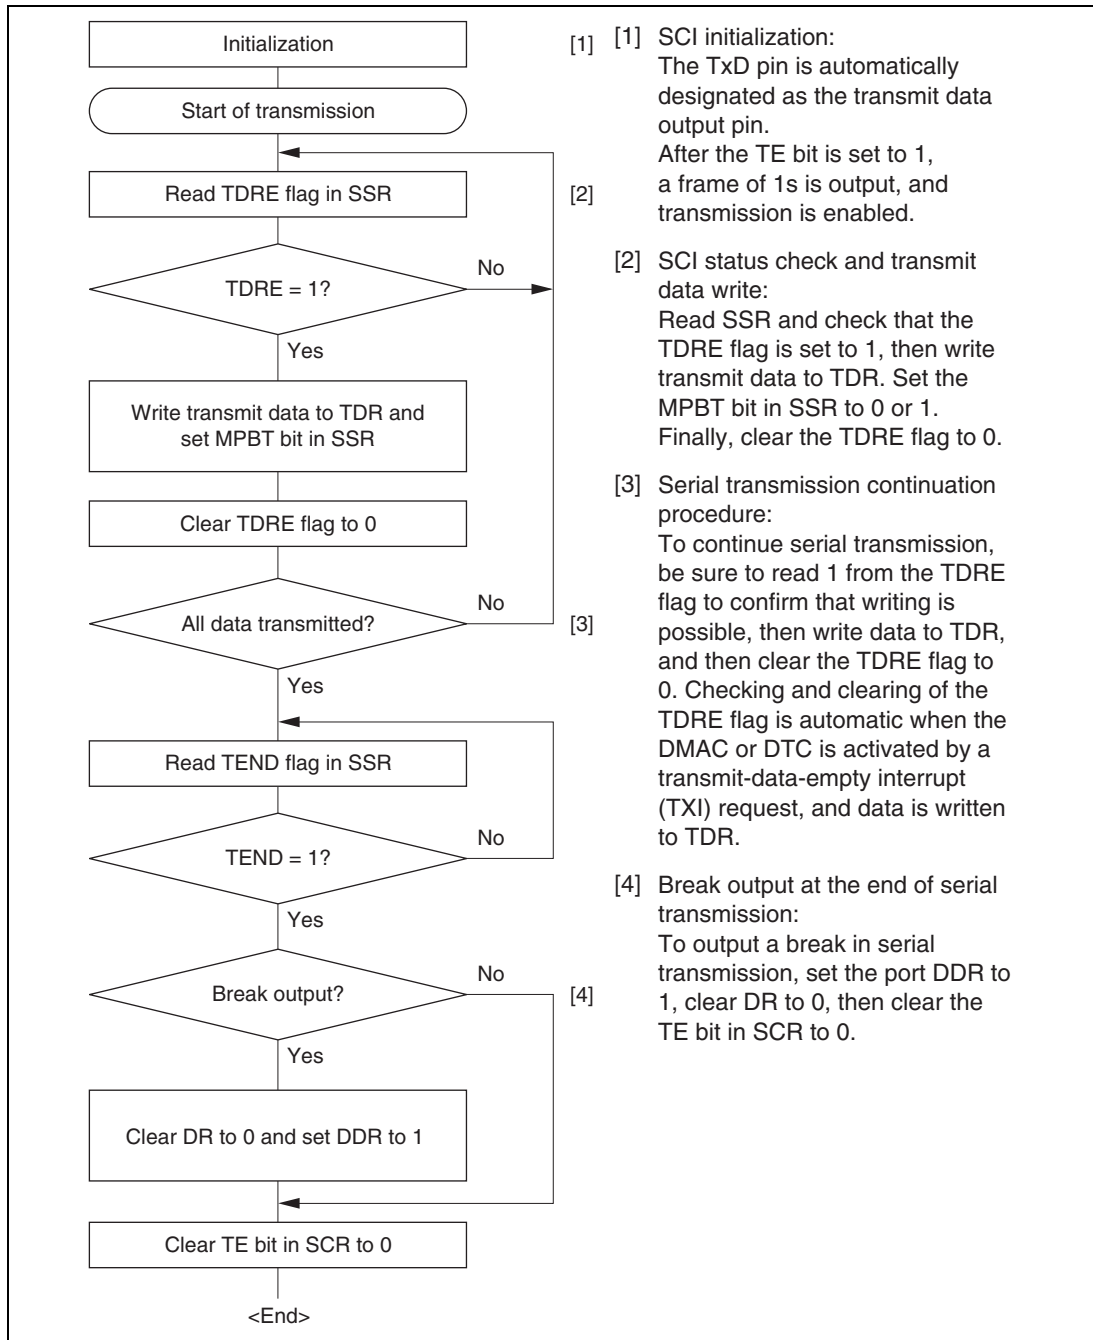 Initialization
[1]
Start of transmission
Read TDRE flag in SSR
[2]
TDRE = 1?
No
Yes
Write transmit data to TDR and
set MPBT bit in SSR
Clear TDRE flag to 0
All data transmitted?
No
[3]
Yes
Read TEND flag in SSR
TEND = 1?
No
Yes
Break output?
No
[4]
Yes
Clear DR to 0 and set DDR to 1
Clear TE bit in SCR to 0
<End>
[1] SCI initialization:
The TxD pin is automatically
designated as the transmit data
output pin.
After the TE bit is set to 1,
a frame of 1s is output, and
transmission is enabled.
[2] SCI status check and transmit
data write:
Read SSR and check that the
TDRE flag is set to 1, then write
transmit data to TDR. Set the
MPBT bit in SSR to 0 or 1.
Finally, clear the TDRE flag to 0.
[3] Serial transmission continuation
procedure:
To continue serial transmission,
be sure to read 1 from the TDRE
flag to confirm that writing is
possible, then write data to TDR,
and then clear the TDRE flag to
0. Checking and clearing of the
TDRE flag is automatic when the
DMAC or DTC is activated by a
transmit-data-empty interrupt
(TXI) request, and data is written
to TDR.
[4] Break output at the end of serial
transmission:
To output a break in serial
transmission, set the port DDR to
1, clear DR to 0, then clear the
TE bit in SCR to 0.